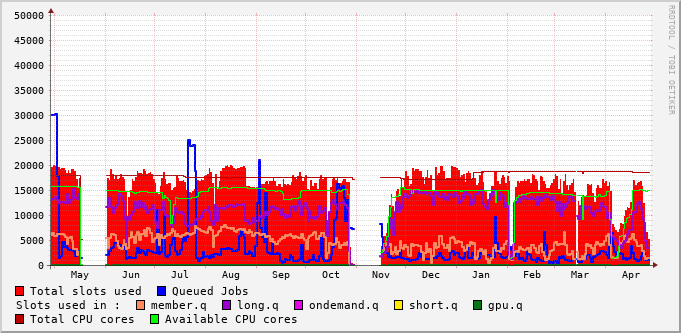 50000
45000
40000
35000
30000
25000
20000
15000
10000
5000
0
May Jun Jul Aug Sep Oct Nov Dec Jan Feb Mar Apr
RRDTOOL / TOBI OETIKER
Total slots used Queued Jobs
Slots used in : member.q long.q ondemand.q short.q gpu.q
Total CPU cores Available CPU cores